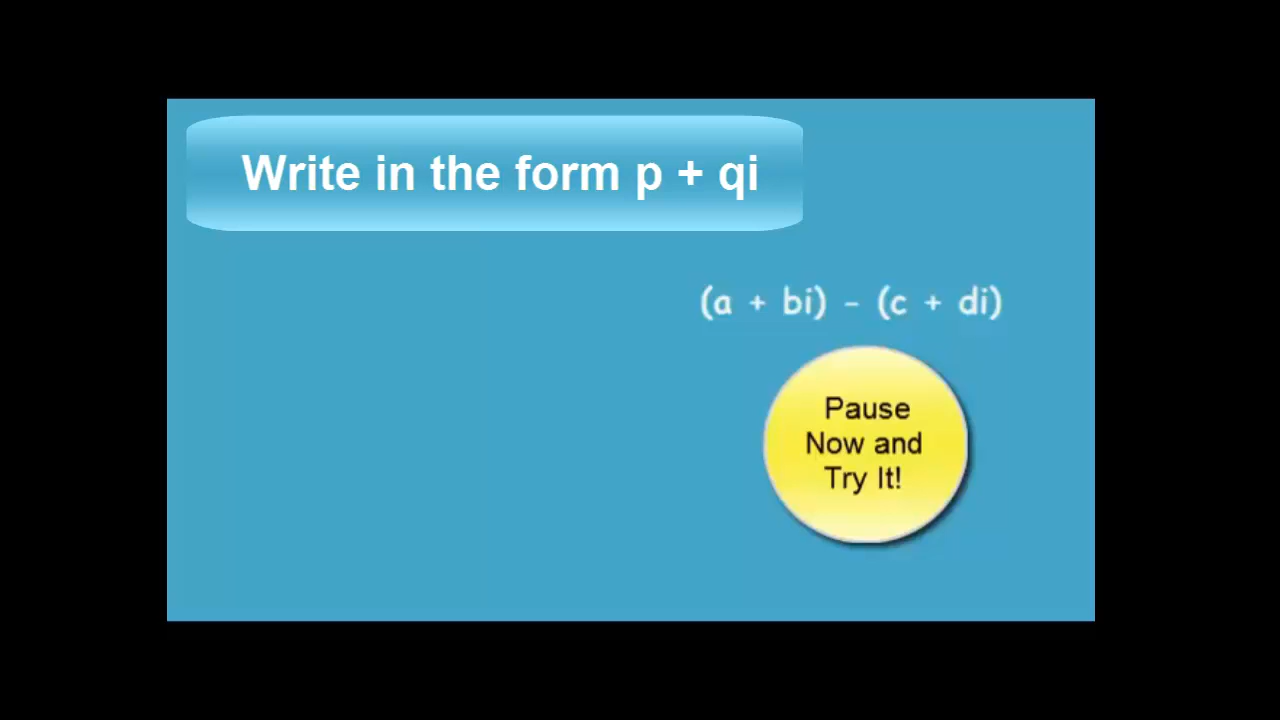 Write in the form p + qi
(a + bi) - (c + di)
Pause
Now and
Try It!